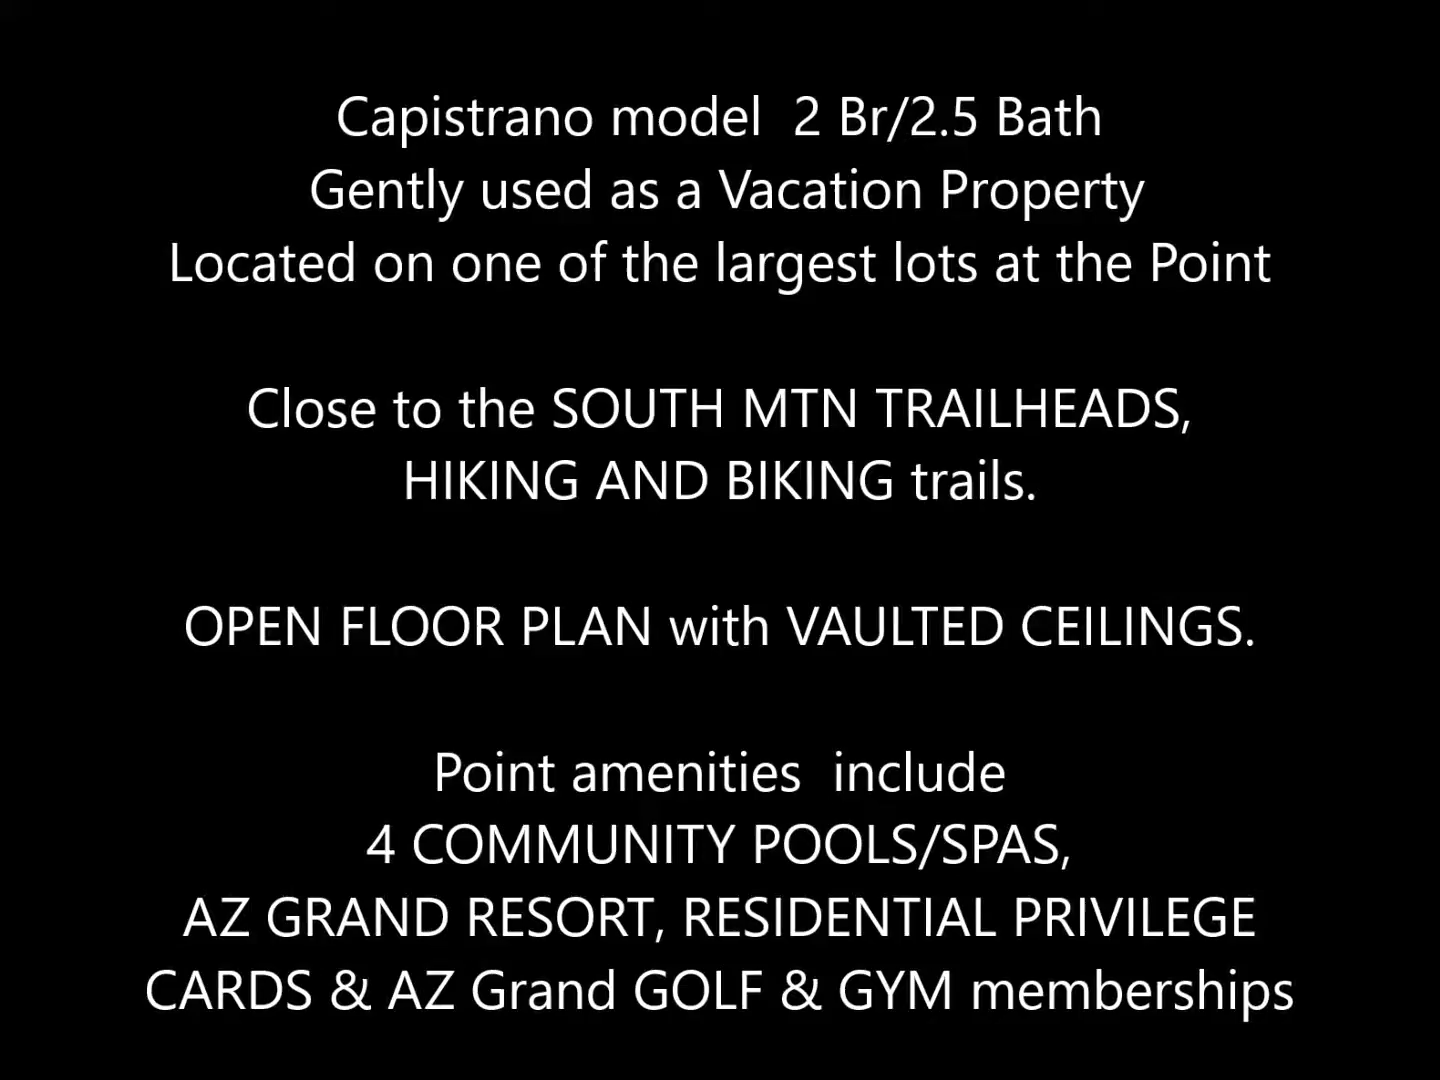 Capistrano model  2 Br/2.5 Bath
Gently used as a Vacation Property
Located on one of the largest lots at the Point
Close to the SOUTH MTN TRAILHEADS,
HIKING AND BIKING trails.
OPEN FLOOR PLAN with VAULTED CEILINGS.
Point amenities  include
4 COMMUNITY POOLS/SPAS,
AZ GRAND RESORT, RESIDENTIAL PRIVILEGE
CARDS & AZ Grand GOLF & GYM memberships